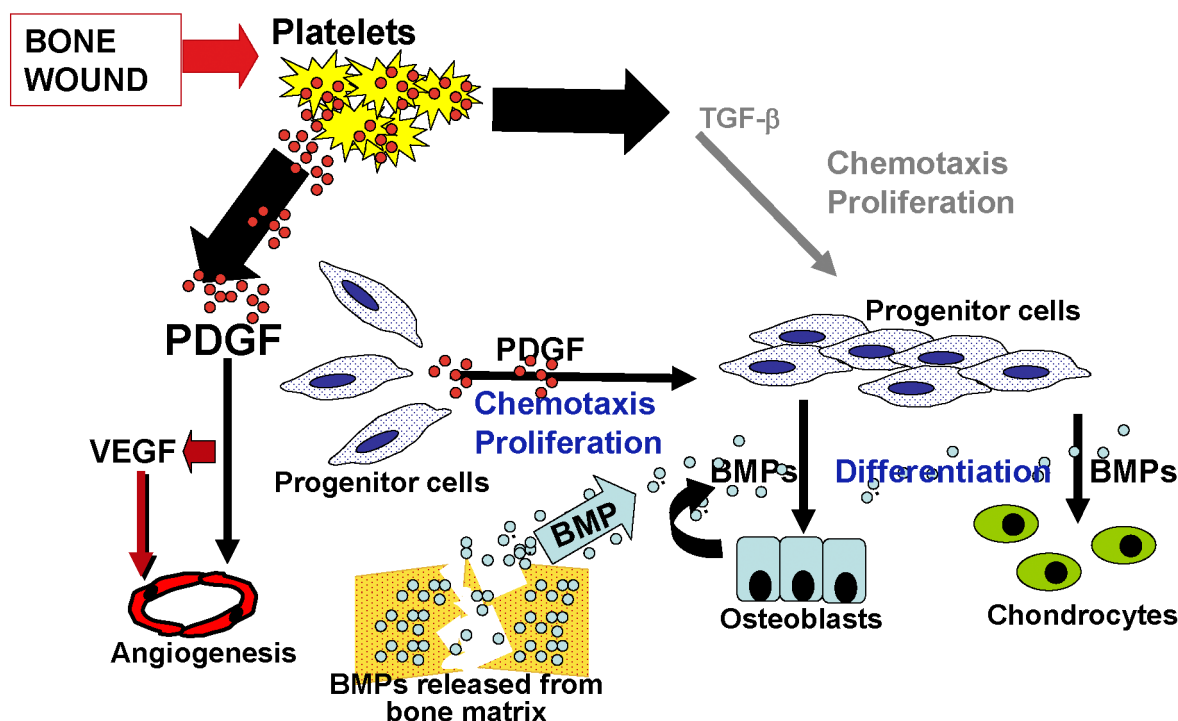 BONE
WOUND
Platelets
TGF-β
Chemotaxis
Proliferation
PDGF
Progenitor cells
PDGF
Chemotaxis
Proliferation
VEGF
Progenitor cells
BMPs
Differentiation
BMPs
BMP
Angiogenesis
Osteoblasts
Chondrocytes
BMPs released from
bone matrix